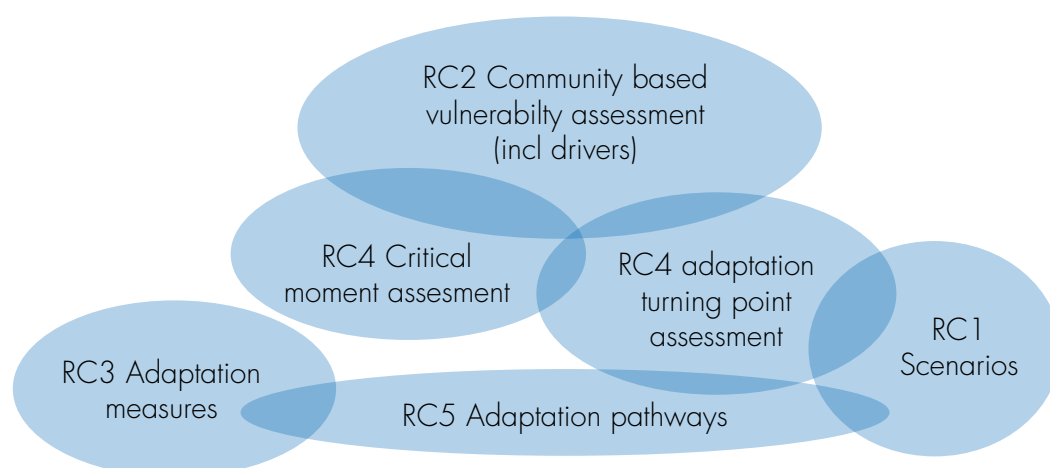 RC2 Community based
vulnerabilty assessment
(incl drivers)
RC4 Critical
moment assesment
RC4 adaptation
turning point
assessment
RC1
Scenarios
RC3 Adaptation
measures
RC5 Adaptation pathways